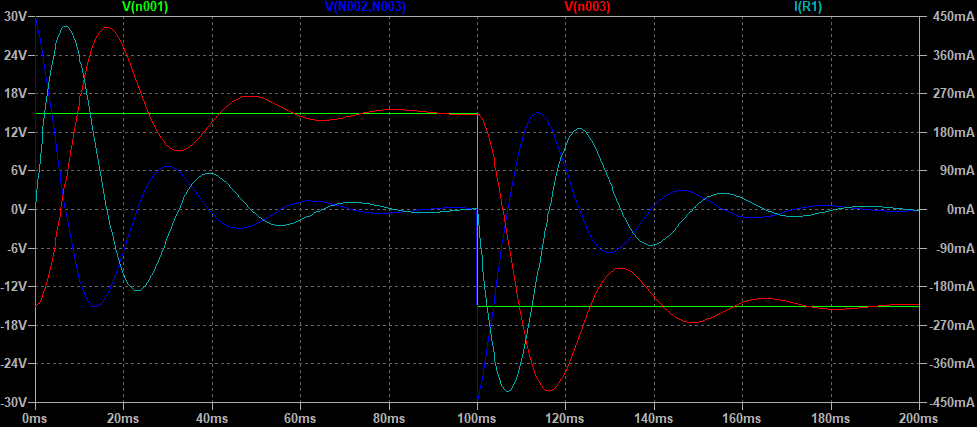 V(n001) V(N002,N003) V(n003) I(R1)
30V 450mA
24V 360mA
18V 270mA
12V 180mA
6V 90mA
0V 0mA
-6V -90mA
-12V -180mA
-18V -270mA
-24V -360mA
-30V -450mA
0ms 20ms 40ms 60ms 80ms 100ms 120ms 140ms 160ms 180ms 200ms